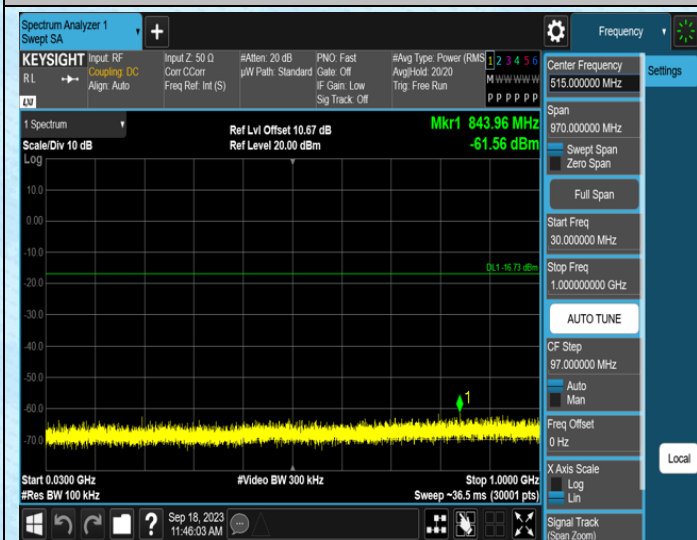 Spectrum Analyzer 1
Swept SA
Frequency
KEYSIGHT
RL
LXI
Input: RF
Coupling: DC
Align: Auto
Input Z: 50 Ω
Corr CCorr
Freq Ref: Int (S)
#Atten: 20 dB
µW Path: Standard
PNO: Fast
Gate: Off
IF Gain: Low
Sig Track: Off
#Avg Type: Power (RMS
Avg|Hold: 20/20
Trig: Free Run
1 2 3 4 5 6
M W W W W W
P P P P P P
1 Spectrum
Scale/Div 10 dB
Log
Ref Lvl Offset 10.67 dB
Ref Level 20.00 dBm
Mkr1 843.96 MHz
-61.56 dBm
10.0
0.00
-10.0
DL1 -16.73 dBm
-20.0
-30.0
-40.0
-50.0
-60.0
1
-70.0
Start 0.0300 GHz
#Res BW 100 kHz
#Video BW 300 kHz
Stop 1.0000 GHz
Sweep ~36.5 ms (30001 pts)
Sep 18, 2023
11:46:03 AM
Center Frequency
515.000000 MHz
Span
970.000000 MHz
Swept Span
Zero Span
Full Span
Start Freq
30.000000 MHz
Stop Freq
1.000000000 GHz
AUTO TUNE
CF Step
97.000000 MHz
Auto
Man
Freq Offset
0 Hz
X Axis Scale
Log
Lin
Signal Track
(Span Zoom)
Settings
Local